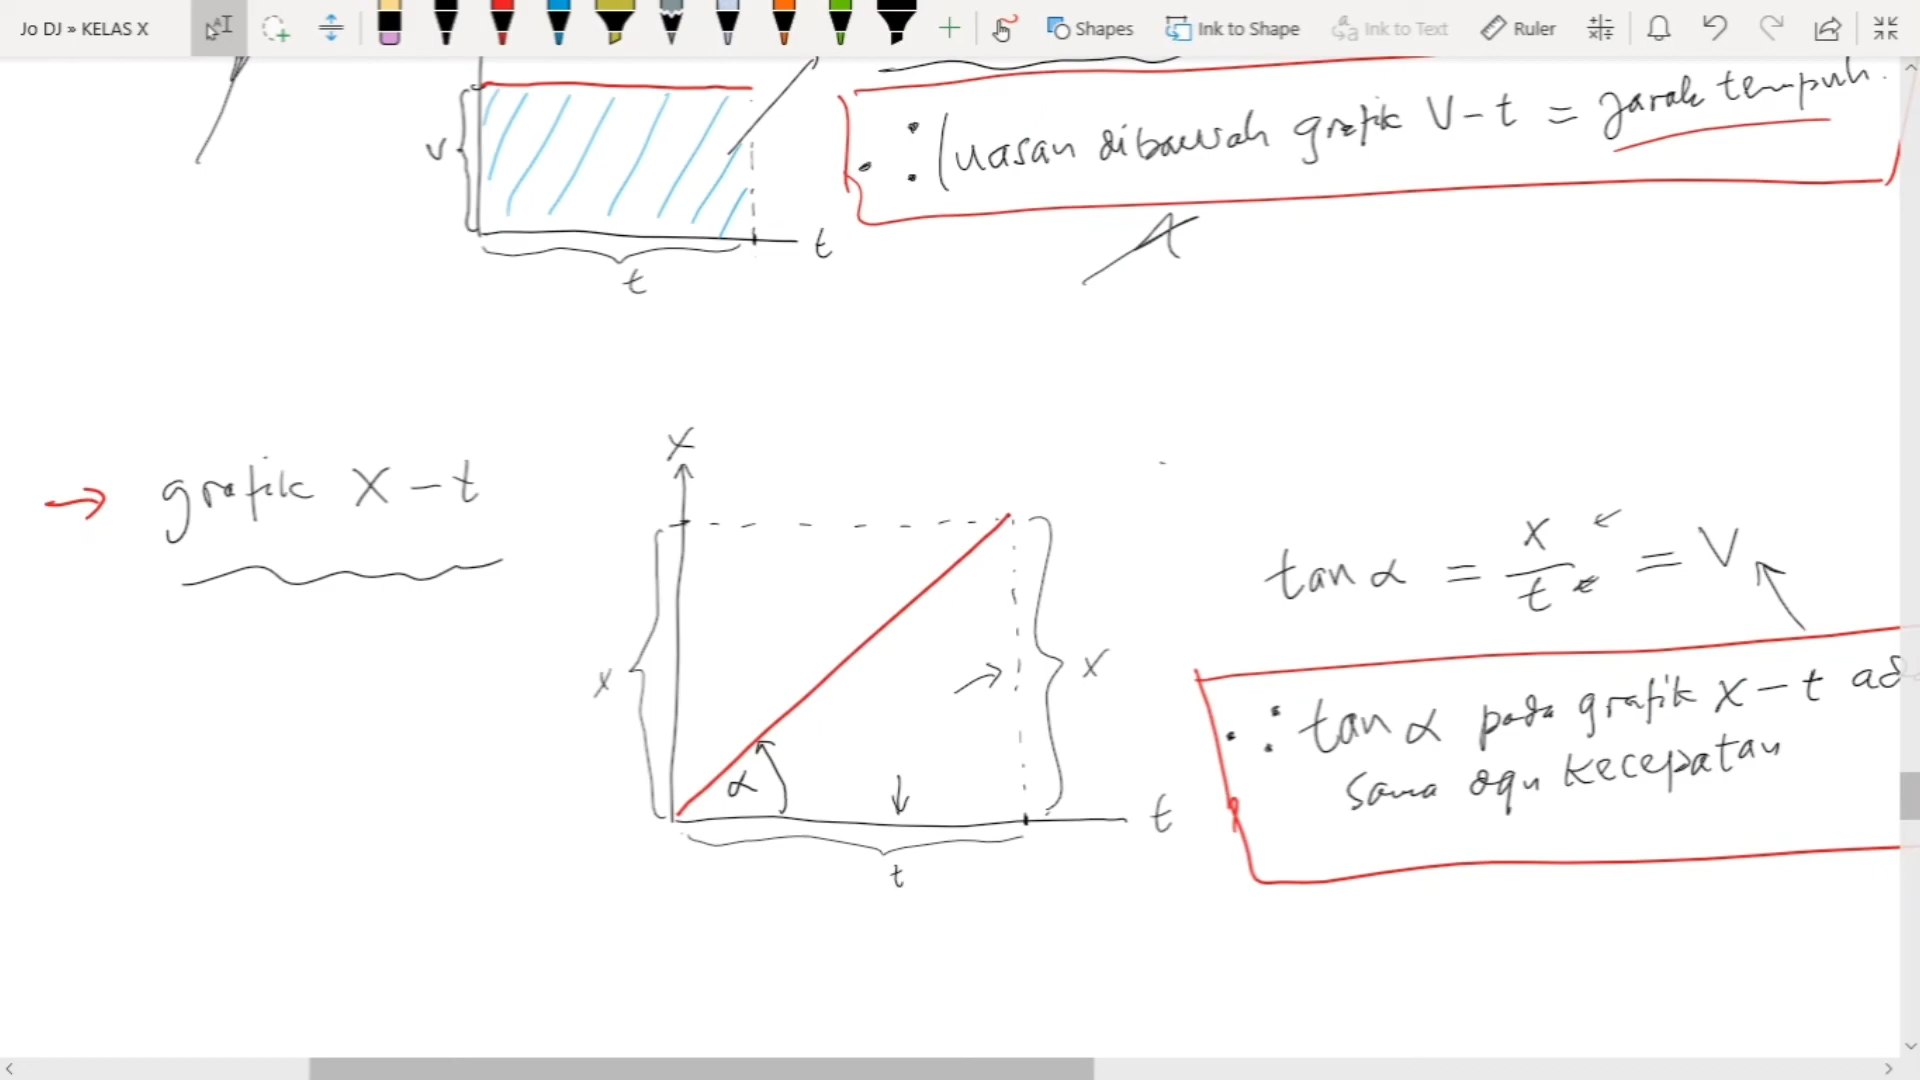 Jo DJ » KELAS X
Shapes
Ink to Shape
Ink to Text
Ruler
V
t
t
∴ luasan dibawah grafik V-t = jarak tempuh.
A
→ grafik X-t
X
X
α
X
t
t
tan α = x/t = V
∴ tan α pada grafik x-t ad
sama dgn kecepatan